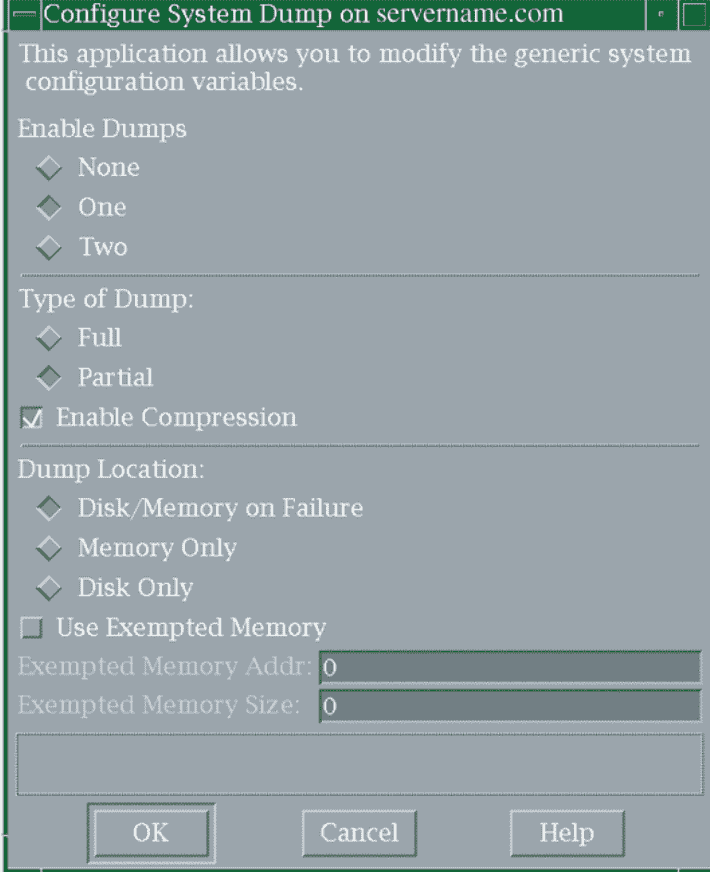 Configure System Dump on servername.com
This application allows you to modify the generic system
configuration variables.
Enable Dumps
None
One
Two
Type of Dump:
Full
Partial
Enable Compression
Dump Location:
Disk/Memory on Failure
Memory Only
Disk Only
Use Exempted Memory
Exempted Memory Addr: 0
Exempted Memory Size: 0
OK Cancel Help